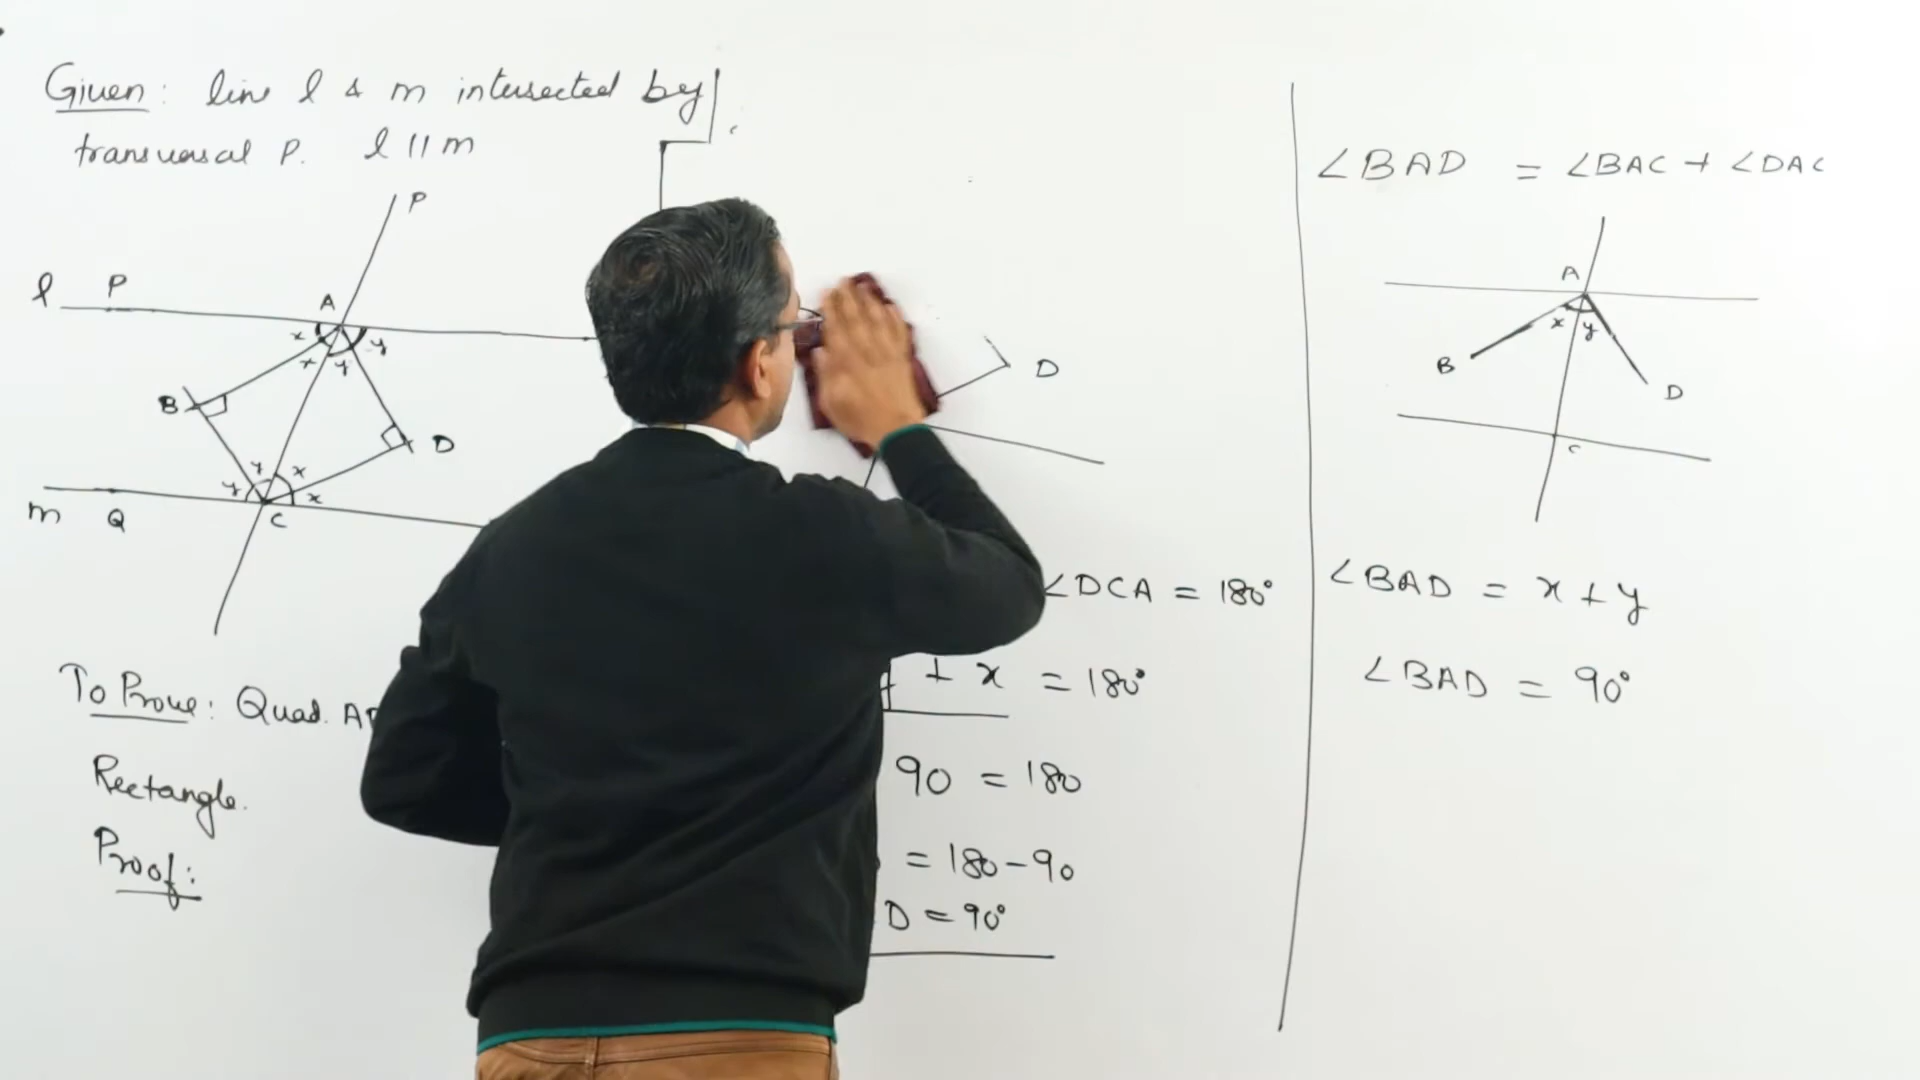 Given: line l & m intersected by
transversal P. l || m
P
l P A
x y
x y
B D
y x
y x
m Q C
To Prove: Quad.
Rectangle.
Proof:
D
∠DCA = 180°
+ x = 180°
90 = 180
= 180-90
D = 90°
∠BAD = ∠BAC + ∠DAC
A
x y
B D
C
∠BAD = x + y
∠BAD = 90°